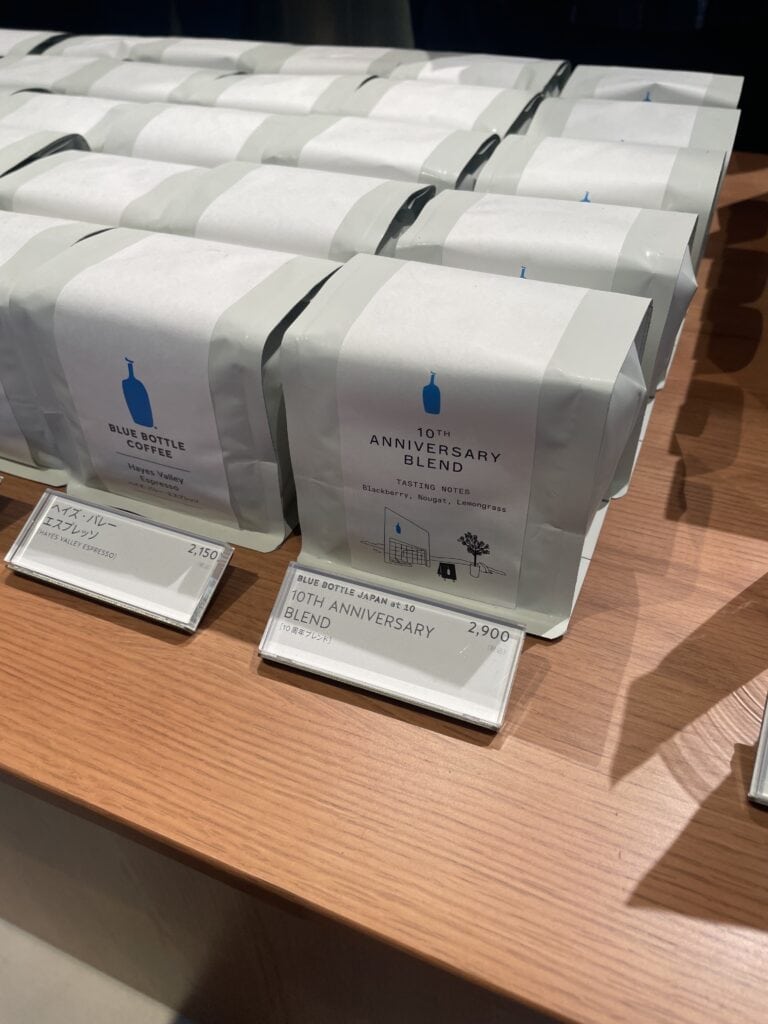 BLUE BOTTLE
COFFEE
Hayes Valley
Espresso
ヘイズ・バレー
エスプレッソ
[HAYES VALLEY ESPRESSO]
2,150
10TH
ANNIVERSARY
BLEND
TASTING NOTES
Blackberry, Nougat, Lemongrass
BLUE BOTTLE JAPAN at 10
10TH ANNIVERSARY
BLEND
[10周年ブレンド]
2,900